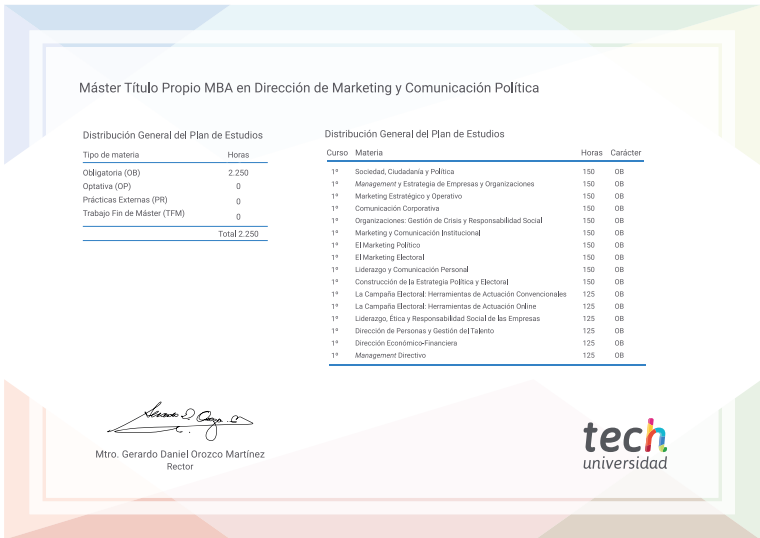 Máster Título Propio MBA en Dirección de Marketing y Comunicación Política
Distribución General del Plan de Estudios
Tipo de materia Horas
Obligatoria (OB) 2.250
Optativa (OP) 0
Prácticas Externas (PR) 0
Trabajo Fin de Máster (TFM) 0
Total 2.250
Distribución General del Plan de Estudios
Curso Materia Horas Carácter
1º Sociedad, Ciudadanía y Política 150 OB
1º Management y Estrategia de Empresas y Organizaciones 150 OB
1º Marketing Estratégico y Operativo 150 OB
1º Comunicación Corporativa 150 OB
1º Organizaciones: Gestión de Crisis y Responsabilidad Social 150 OB
1º Marketing y Comunicación Institucional 150 OB
1º El Marketing Político 150 OB
1º El Marketing Electoral 150 OB
1º Liderazgo y Comunicación Personal 150 OB
1º Construcción de la Estrategia Política y Electoral 150 OB
1º La Campaña Electoral: Herramientas de Actuación Convencionales 125 OB
1º La Campaña Electoral: Herramientas de Actuación Online 125 OB
1º Liderazgo, Ética y Responsabilidad Social de las Empresas 125 OB
1º Dirección de Personas y Gestión del Talento 125 OB
1º Dirección Económico-Financiera 125 OB
1º Management Directivo 125 OB
Mtro. Gerardo Daniel Orozco Martínez
Rector
tech
universidad